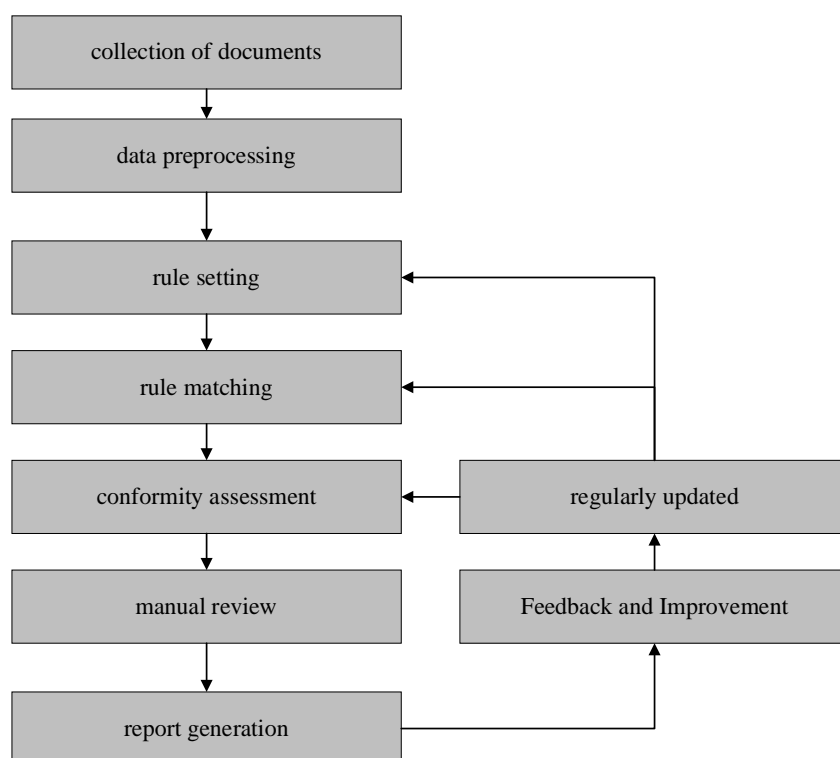 collection of documents
data preprocessing
rule setting
rule matching
conformity assessment
regularly updated
manual review
Feedback and Improvement
report generation